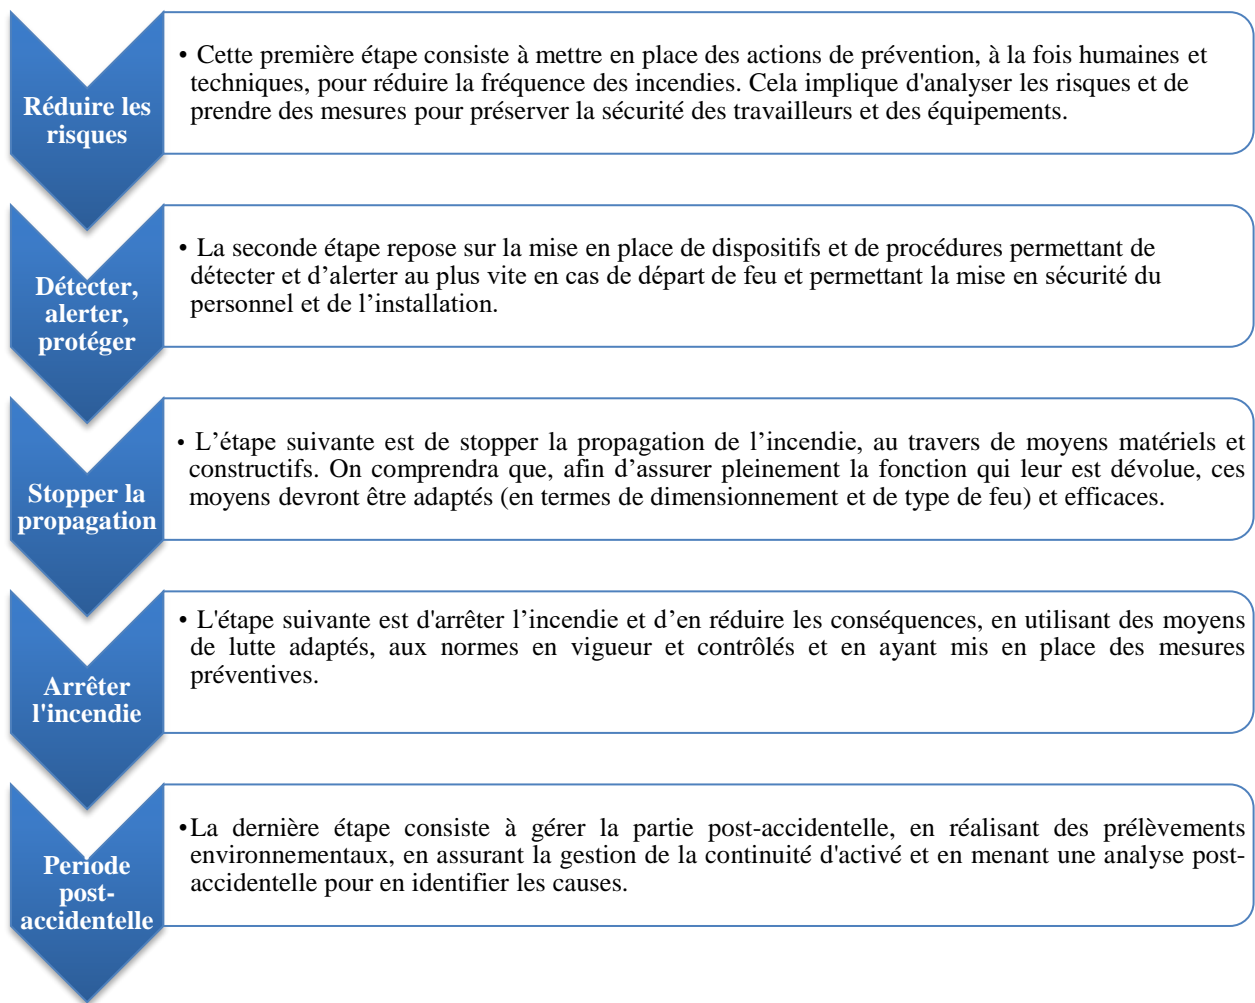 Réduire les
risques
• Cette première étape consiste à mettre en place des actions de prévention, à la fois humaines et
techniques, pour réduire la fréquence des incendies. Cela implique d'analyser les risques et de
prendre des mesures pour préserver la sécurité des travailleurs et des équipements.
Détecter,
alerter,
protéger
• La seconde étape repose sur la mise en place de dispositifs et de procédures permettant de
détecter et d’alerter au plus vite en cas de départ de feu et permettant la mise en sécurité du
personnel et de l’installation.
Stopper la
propagation
• L’étape suivante est de stopper la propagation de l’incendie, au travers de moyens matériels et
constructifs. On comprendra que, afin d’assurer pleinement la fonction qui leur est dévolue, ces
moyens devront être adaptés (en termes de dimensionnement et de type de feu) et efficaces.
Arrêter
l'incendie
• L'étape suivante est d'arrêter l’incendie et d’en réduire les conséquences, en utilisant des moyens
de lutte adaptés, aux normes en vigueur et contrôlés et en ayant mis en place des mesures
préventives.
Periode
post-
accidentelle
•La dernière étape consiste à gérer la partie post-accidentelle, en réalisant des prélèvements
environnementaux, en assurant la gestion de la continuité d'activé et en menant une analyse post-
accidentelle pour en identifier les causes.